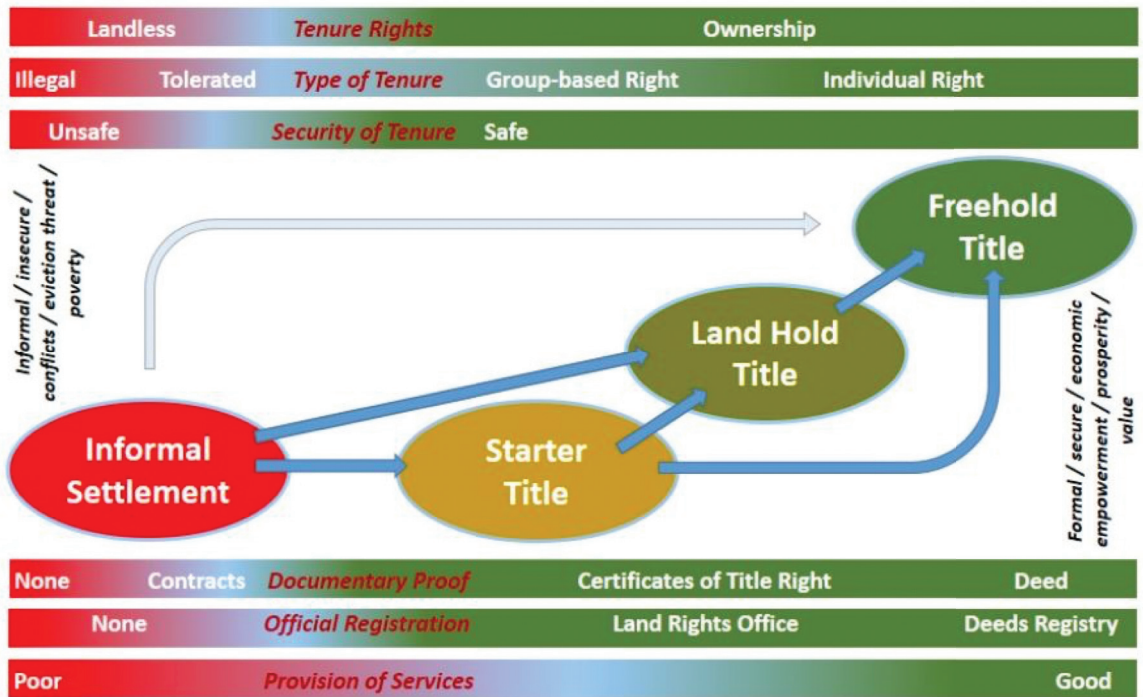 Landless Tenure Rights Ownership
Illegal Tolerated Type of Tenure Group-based Right Individual Right
Unsafe Security of Tenure Safe
Informal / insecure /
conflicts / eviction threat /
poverty
Freehold
Title
Land Hold
Title
Informal
Settlement
Starter
Title
Formal / secure / economic
empowerment / prosperity /
value
None Contracts Documentary Proof Certificates of Title Right Deed
None Official Registration Land Rights Office Deeds Registry
Poor Provision of Services Good